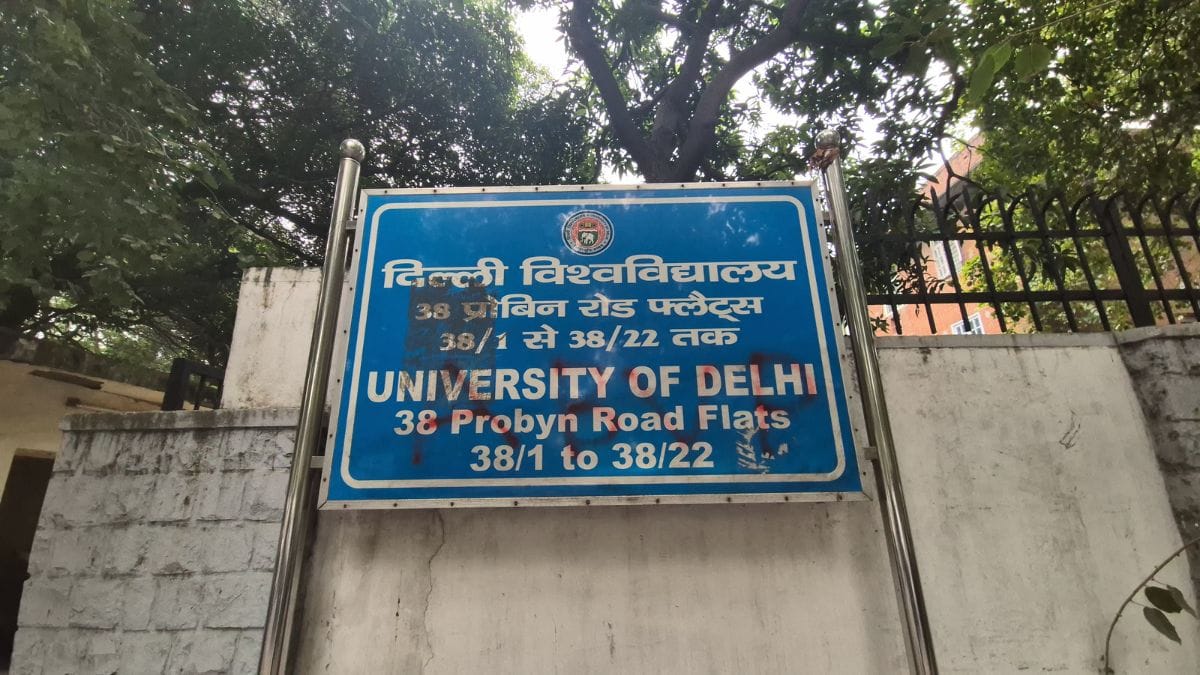 दिल्ली विश्वविद्यालय
38 प्रोबिन रोड फ्लैट्स
38/1 से 38/22 तक
UNIVERSITY OF DELHI
38 Probyn Road Flats
38/1 to 38/22